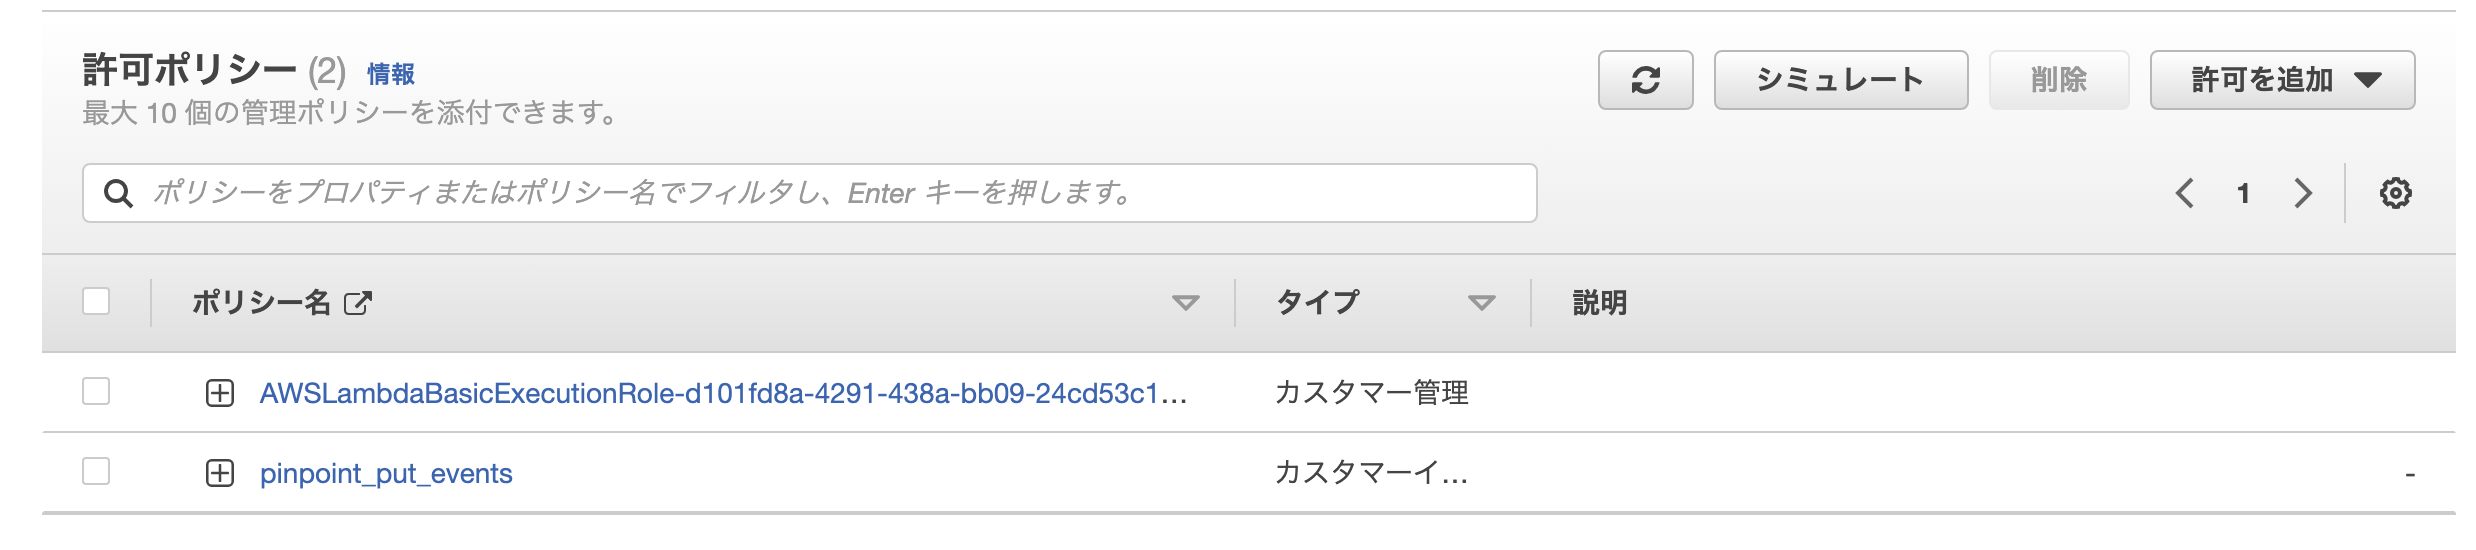 許可ポリシー (2) 情報
最大 10 個の管理ポリシーを添付できます。
シミュレート 削除 許可を追加
ポリシーをプロパティまたはポリシー名でフィルタし、Enter キーを押します。
1
ポリシー名 タイプ 説明
AWSLambdaBasicExecutionRole-d101fd8a-4291-438a-bb09-24cd53c1... カスタマー管理
pinpoint_put_events カスタマーイ... -